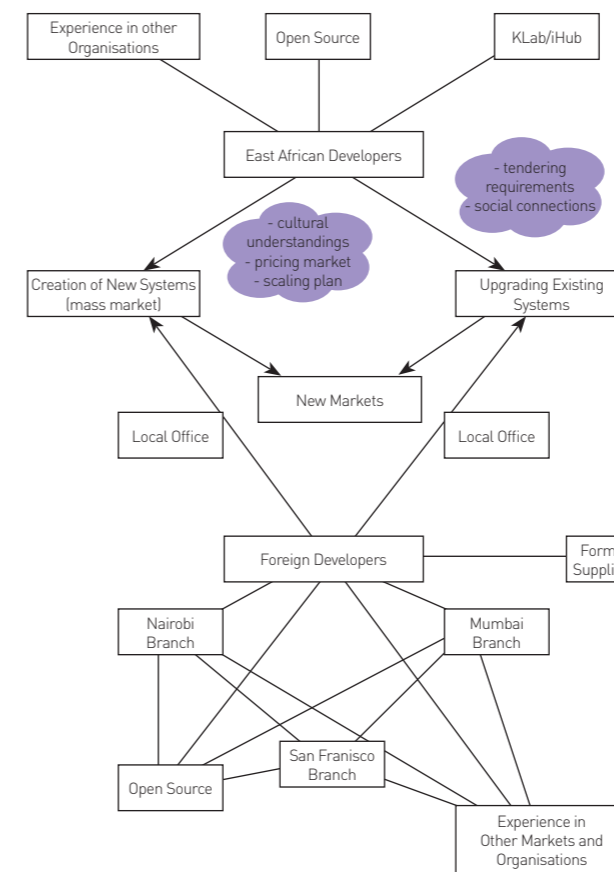 Experience in other
Organisations
Open Source
KLab/iHub
East African Developers
- tendering
requirements
- social connections
- cultural
understandings
- pricing market
- scaling plan
Creation of New Systems
(mass market)
Upgrading Existing
Systems
New Markets
Local Office
Local Office
Foreign Developers
Form
Suppli
Nairobi
Branch
Mumbai
Branch
San Franisco
Branch
Open Source
Experience in
Other Markets and
Organisations